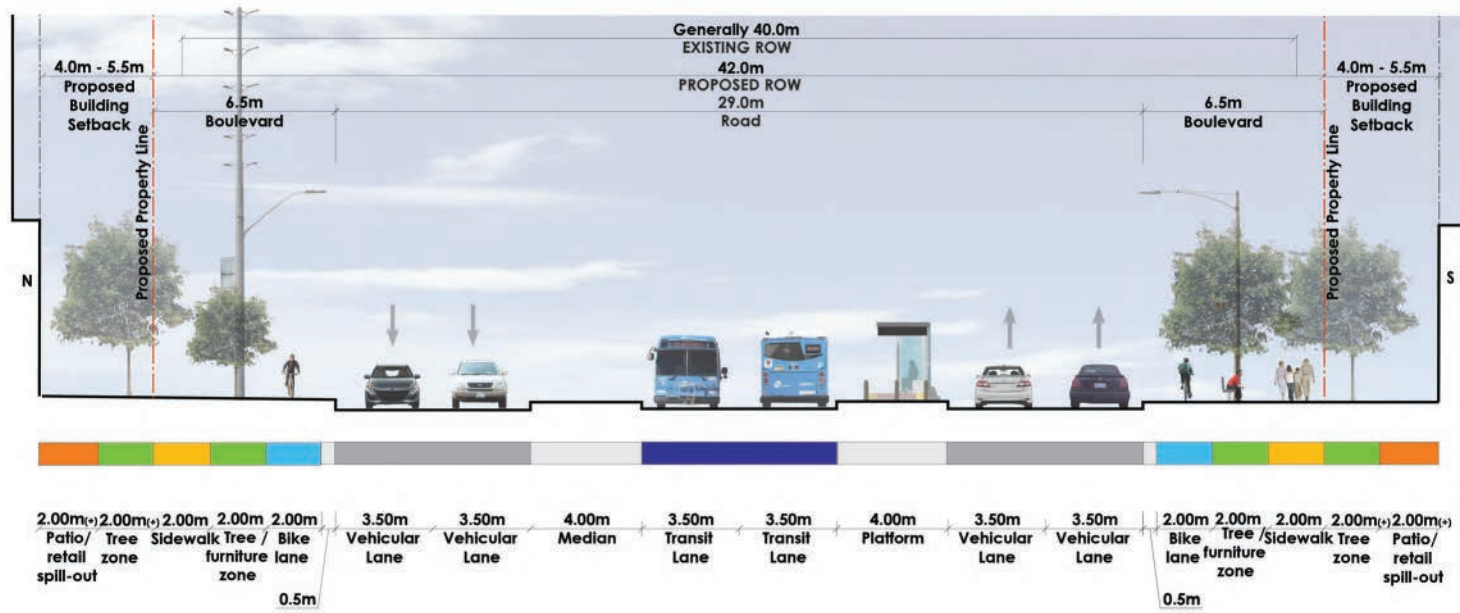 Generally 40.0m
EXISTING ROW
4.0m - 5.5m
Proposed
Building
Setback
42.0m
PROPOSED ROW
4.0m - 5.5m
Proposed
Building
Setback
6.5m
Boulevard
29.0m
Road
6.5m
Boulevard
Proposed Property Line
Proposed Property Line
N
S
2.00m(+)
Patio/
retail
spill-out
2.00m(+)
Tree
zone
2.00m
Sidewalk
2.00m
Tree /
furniture
zone
2.00m
Bike
lane
0.5m
3.50m
Vehicular
Lane
3.50m
Vehicular
Lane
4.00m
Median
3.50m
Transit
Lane
3.50m
Transit
Lane
4.00m
Platform
3.50m
Vehicular
Lane
3.50m
Vehicular
Lane
0.5m
2.00m
Bike
lane
2.00m
Tree /
furniture
zone
2.00m
Sidewalk
2.00m(+)
Tree
zone
2.00m(+)
Patio/
retail
spill-out